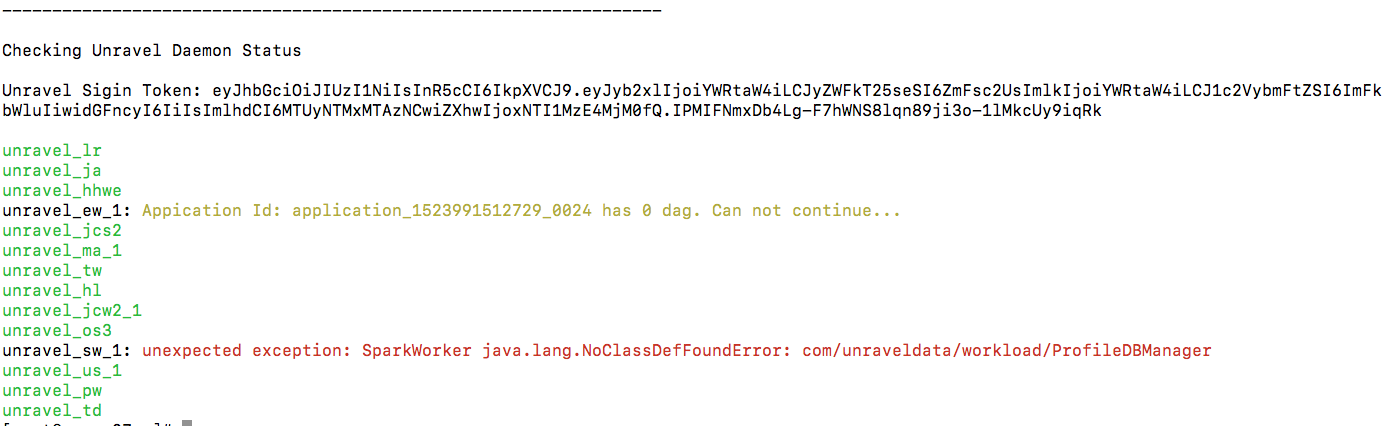 -----------------------------------------------------------------
Checking Unravel Daemon Status
Unravel Sigin Token: eyJhbGciOiJIUzI1NiIsInR5cCI6IkpXVCJ9.eyJyb2xlIjoiYWRtaW4iLCJyZWFkT25seSI6ZmFsc2UsImlkIjoiYWRtaW4iLCJ1c2VybmFtZSI6ImFk
bWluIiwidGFncyI6IiIsImlhdCI6MTUyNTMxMTAzNCwiZXhwIjoxNTI1MzE4MjM0fQ.IPMIFNmxDb4Lg-F7hWNS8lqn89ji3o-1lMkcUy9iqRk
unravel_lr
unravel_ja
unravel_hhwe
unravel_ew_1: Appication Id: application_1523991512729_0024 has 0 dag. Can not continue...
unravel_jcs2
unravel_ma_1
unravel_tw
unravel_hl
unravel_jcw2_1
unravel_os3
unravel_sw_1: unexpected exception: SparkWorker java.lang.NoClassDefFoundError: com/unraveldata/workload/ProfileDBManager
unravel_us_1
unravel_pw
unravel_td